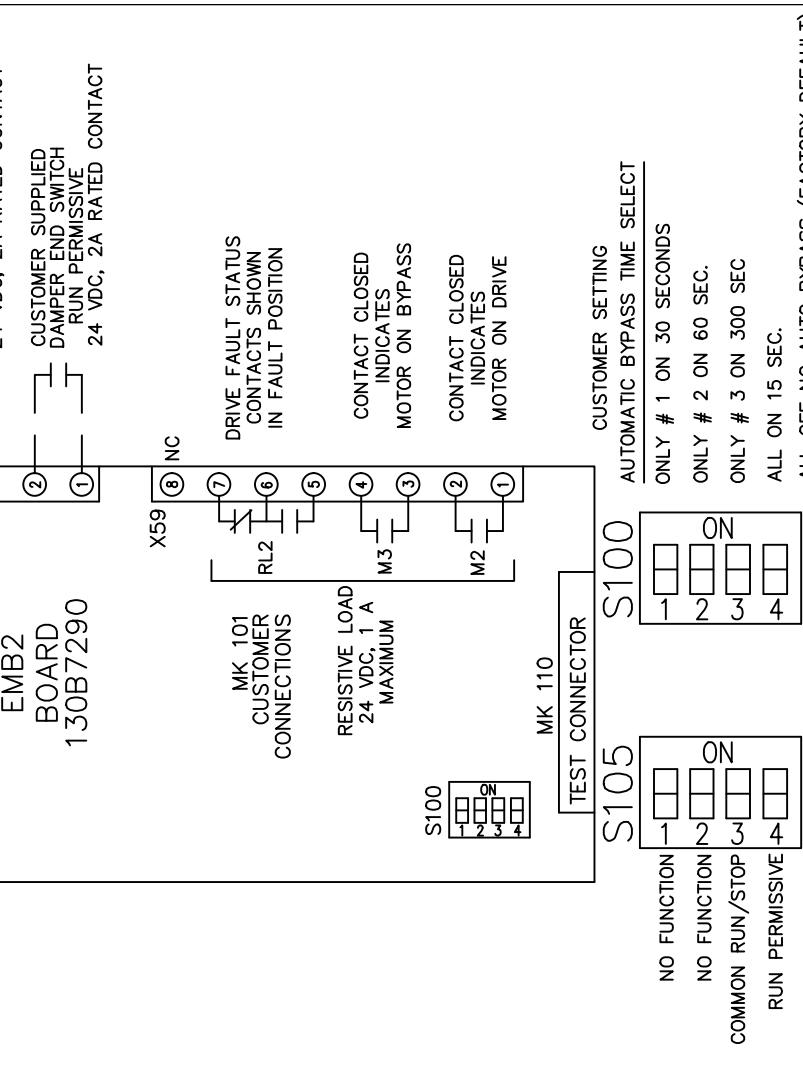 CUSTOMER SUPPLIED
DAMPER END SWITCH
RUN PERMISSIVE
24 VDC, 2A RATED CONTACT
2
1
EMB2
BOARD
130B7290
X59
8
NC
7
6
5
4
3
2
1
DRIVE FAULT STATUS
CONTACTS SHOWN
IN FAULT POSITION
CONTACT CLOSED
INDICATES
MOTOR ON BYPASS
CONTACT CLOSED
INDICATES
MOTOR ON DRIVE
RL2
M3
M2
MK 101
CUSTOMER
CONNECTIONS
RESISTIVE LOAD
24 VDC, 1 A
MAXIMUM
MK 110
TEST CONNECTOR
S100
ON
1 2 3 4
S105
ON
1
2
3
4
NO FUNCTION
NO FUNCTION
COMMON RUN/STOP
RUN PERMISSIVE
S100
ON
1
2
3
4
CUSTOMER SETTING
AUTOMATIC BYPASS TIME SELECT
ONLY # 1 ON 30 SECONDS
ONLY # 2 ON 60 SEC.
ONLY # 3 ON 300 SEC
ALL ON 15 SEC.